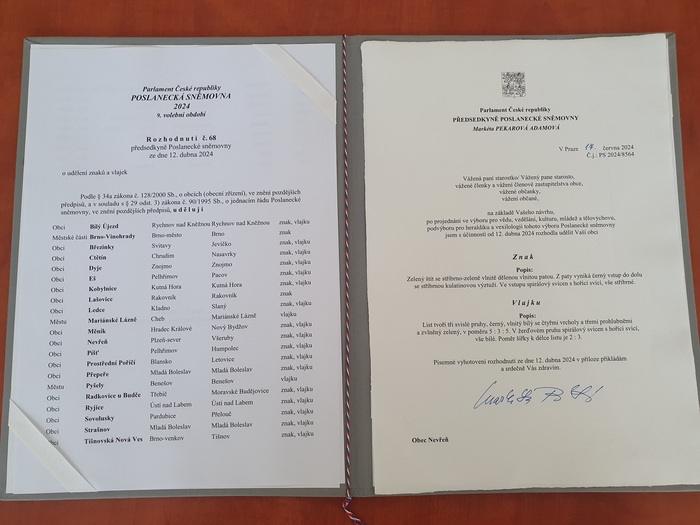 Parlament České republiky
POSLANECKÁ SNĚMOVNA
2024
9. volební období
Rozhodnutí č.68
předsedkyně Poslanecké sněmovny
ze dne 12. dubna 2024
o udělení znaků a vlajek
Podle § 34a zákona č. 128/2000 Sb., o obcích (obecní zřízení), ve znění pozdějších
předpisů, a v souladu s § 29 odst. 3) zákona č. 90/1995 Sb., o jednacím řádu Poslanecké
sněmovny, ve znění pozdějších předpisů, uděluji
Obci Bílý Újezd Rychnov nad Kněžnou Rychnov nad Kněžnou znak, vlajku
Městské části Brno-Vinohrady Brno-město Brno znak
Obci Březinky Svitavy Jevíčko znak, vlajku
Obci Ctětín Chrudim Nasavrky znak, vlajku
Obci Dyje Znojmo Znojmo znak, vlajku
Obci Eš Pelhřimov Pacov znak, vlajku
Obci Kobylnice Kutná Hora Kutná Hora znak, vlajku
Obci Lašovice Rakovník Rakovník znak
Obci Ledce Kladno Slaný znak, vlajku
Městu Mariánské Lázně Cheb Mariánské Lázně vlajku
Obci Měník Hradec Králové Nový Bydžov znak, vlajku
Obci Nevřeň Plzeň-sever Všeruby znak, vlajku
Obci Píšť Pelhřimov Humpolec znak, vlajku
Obci Prostřední Poříčí Blansko Letovice znak, vlajku
Obci Přepeře Mladá Boleslav Mladá Boleslav znak, vlajku
Městu Pyšely Benešov Benešov vlajku
Obci Radkovice u Budče Třebíč Moravské Budějovice znak, vlajku
Obci Ryjice Ústí nad Labem Ústí nad Labem znak, vlajku
Obci Sovolusky Pardubice Přelouč znak, vlajku
Obci Strašnov Mladá Boleslav Mladá Boleslav znak, vlajku
Obci Tišnovská Nová Ves Brno-venkov Tišnov znak, vlajku
Parlament České republiky
PŘEDSEDKYNĚ POSLANECKÉ SNĚMOVNY
Markéta PEKAROVÁ ADAMOVÁ
V Praze 17. června 2024
Č.j.: PS 2024/8564
Vážená paní starostko/ Vážený pane starosto,
vážené členky a vážení členové zastupitelstva obce,
vážené občanky,
vážení občané,
na základě Vašeho návrhu,
po projednání ve výboru pro vědu, vzdělání, kulturu, mládež a tělovýchovu,
podvýboru pro heraldiku a vexilologii tohoto výboru Poslanecké sněmovny
jsem s účinností od 12. dubna 2024 rozhodla udělit Vaší obci
Znak
Popis:
Zelený štít se stříbrno-zeleně vlnitě dělenou vlnitou patou. Z paty vyniká černý vstup do dolu
se stříbrnou kulatinovou výztuží. Ve vstupu spirálový svícen s hořící svící, vše stříbrné.
Vlajku
Popis:
List tvoří tři svislé pruhy, černý, vlnitý bílý se čtyřmi vrcholy a třemi prohlubněmi
a zvlněný zelený, v poměru 5 : 3 : 5. V žerďovém pruhu spirálový svícen s hořící svící,
vše bílé. Poměr šířky k délce listu je 2 : 3.
Písemné vyhotovení rozhodnutí ze dne 12. dubna 2024 v příloze přikládám
a srdečně Vás zdravím.
Obec Nevřeň